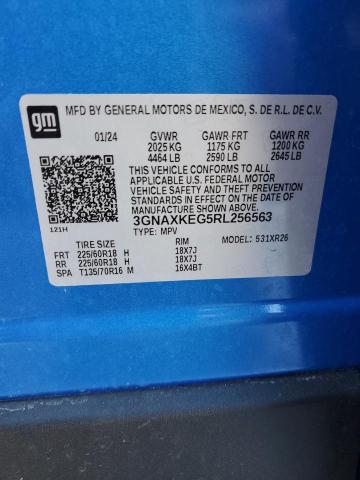 gm
MFD BY GENERAL MOTORS DE MEXICO, S. DE R.L. DE C.V.
01/24 GVWR GAWR FRT GAWR RR
2025 KG 1175 KG 1200 KG
4464 LB 2590 LB 2645 LB
THIS VEHICLE CONFORMS TO ALL
APPLICABLE U.S. FEDERAL MOTOR
VEHICLE SAFETY AND THEFT PREVENTION
STANDARDS IN EFFECT ON THE DATE OF
MANUFACTURE SHOWN ABOVE.
3GNAXKEG5RL256563
121H TYPE: MPV MODEL: 531XR26
TIRE SIZE RIM
FRT 225/60R18 H 18X7J
RR 225/60R18 H 18X7J
SPA T135/70R16 M 16X4BT